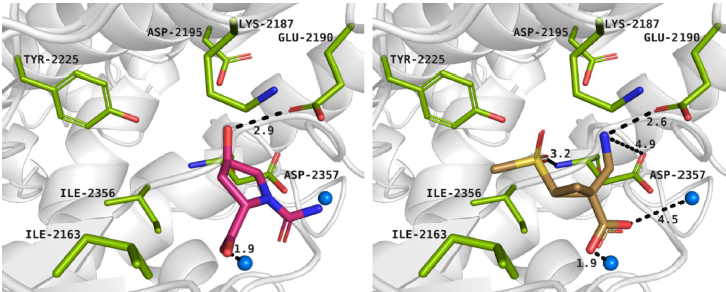 LYS-2187
ASP-2195
GLU-2190
TYR-2225
2.9
ASP-2357
ILE-2356
ILE-2163
1.9
LYS-2187
ASP-2195
GLU-2190
TYR-2225
2.6
4.9
3.2
ASP-2357
ILE-2356
4.5
ILE-2163
1.9